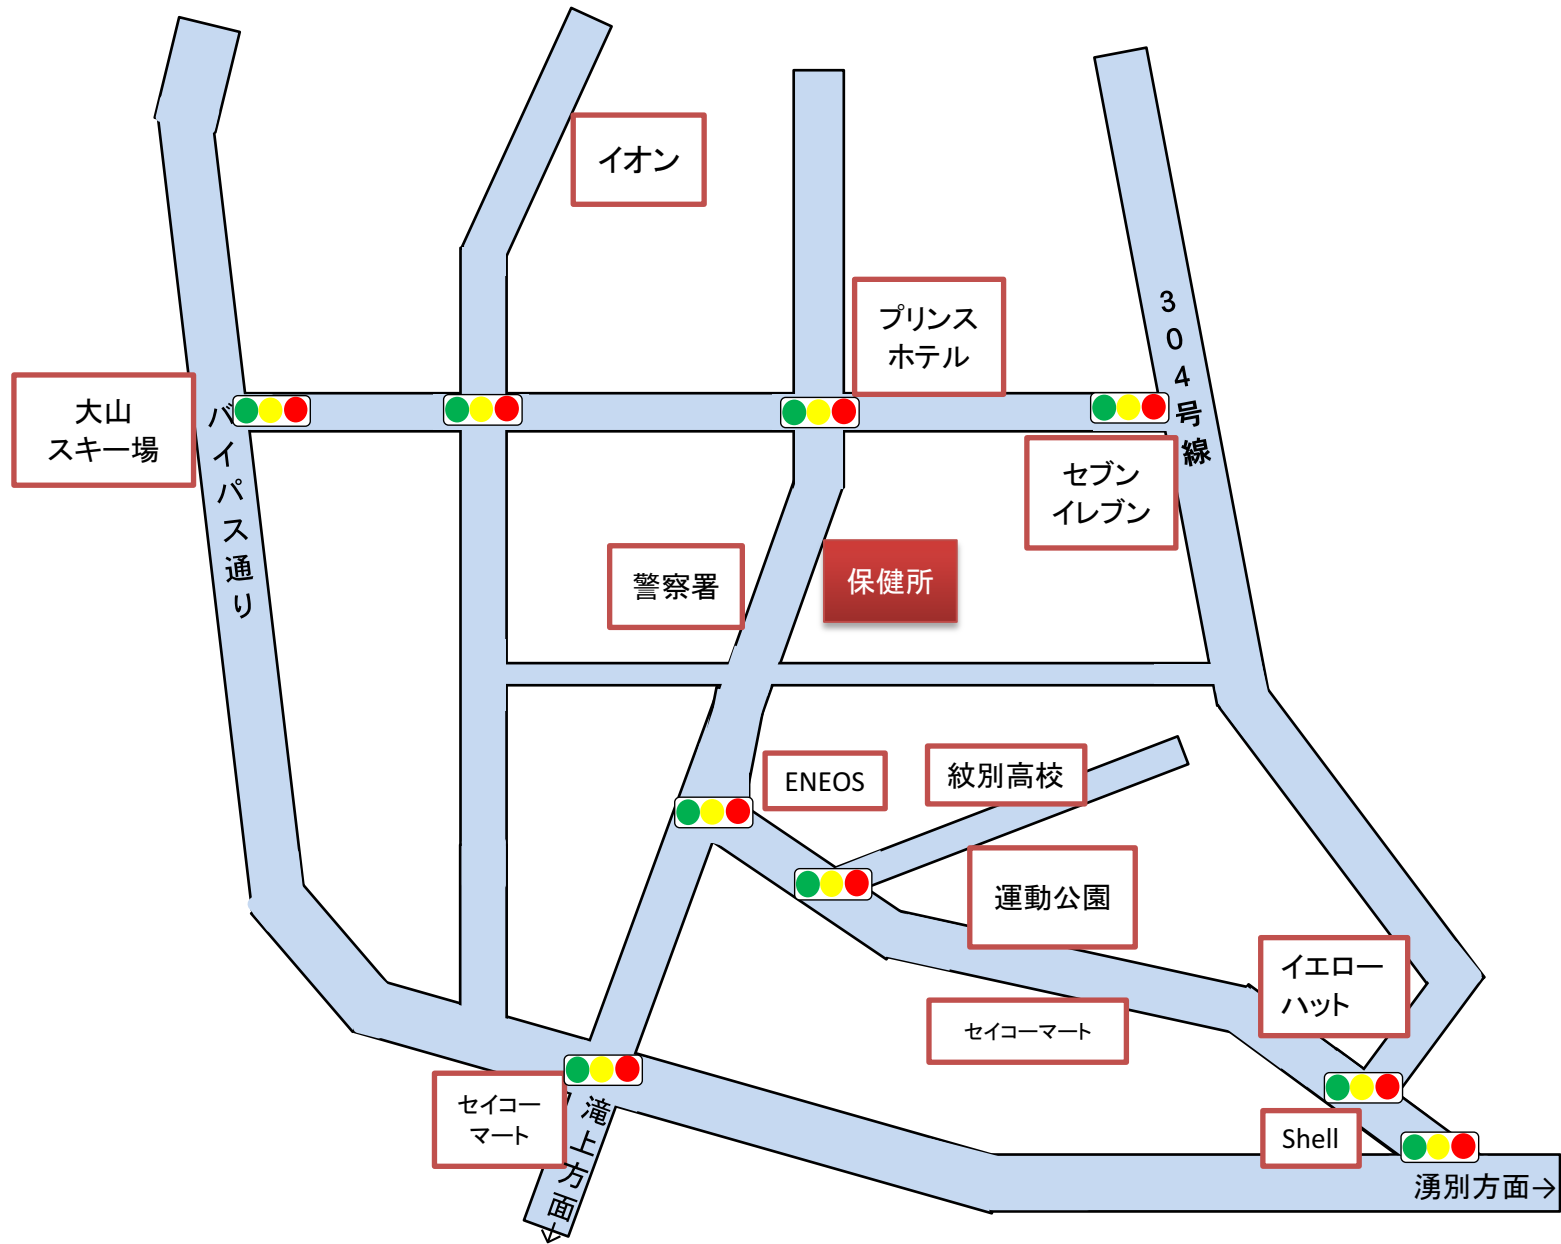 イオン
プリンス
ホテル
304号線
大山
スキー場
バイパス通り
セブン
イレブン
警察署
保健所
ENEOS
紋別高校
運動公園
イエロー
ハット
セイコーマート
セイコー
マート
滝上方面→
Shell
湧別方面→